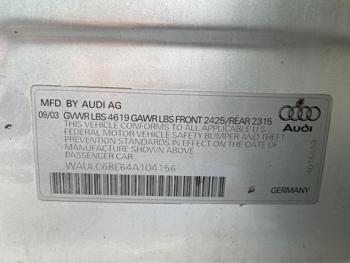 MFD. BY AUDI AG
09/03 GVWR LBS 4619 GAWR LBS FRONT 2425/REAR 2315
THIS VEHICLE CONFORMS TO ALL APPLICABLE U.S.
FEDERAL MOTOR VEHICLE SAFETY BUMPER AND THEFT
PREVENTION STANDARDS IN EFFECT ON THE DATE OF
MANUFACTURE SHOWN ABOVE.
PASSENGER CAR
WAULC68E64A104156
Audi
GERMANY